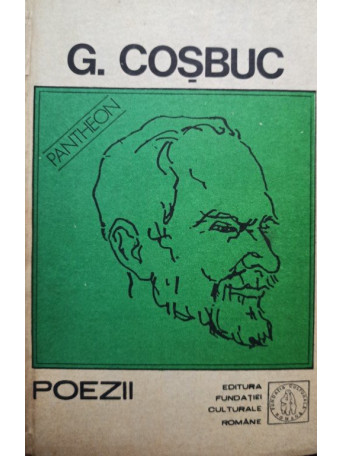 G. COȘBUC
PANTHEON
POEZII
EDITURA
FUNDAȚIEI
CULTURALE
ROMÂNE